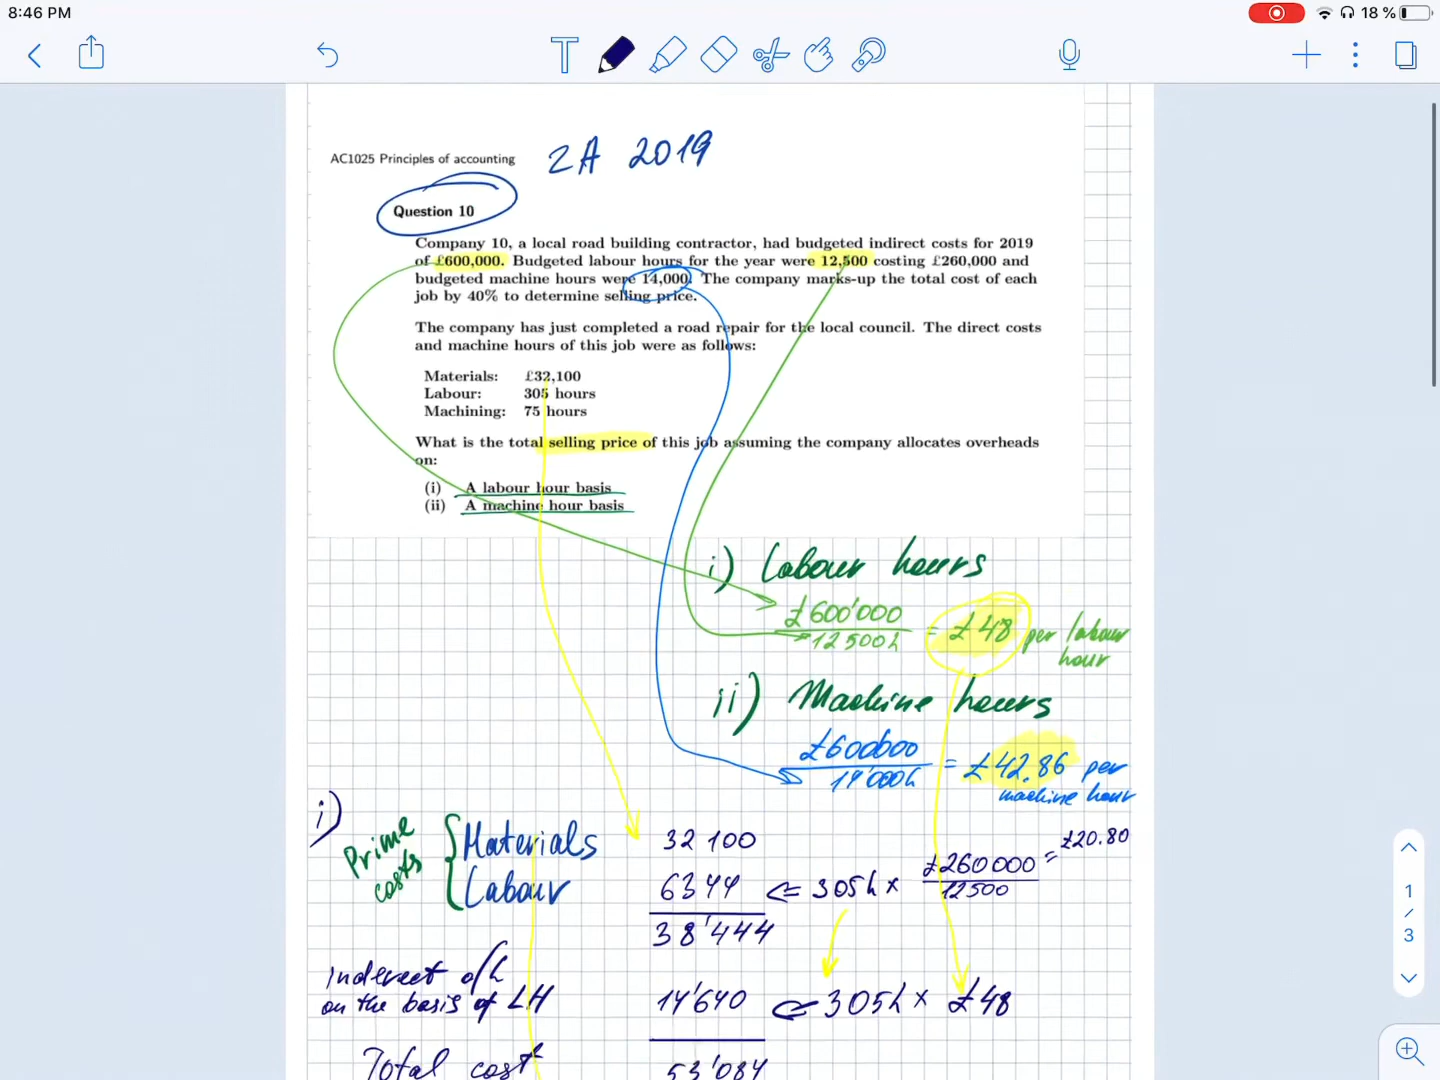 8:46 PM
18 %
T
AC1025 Principles of accounting
ZA 2019
Question 10
Company 10, a local road building contractor, had budgeted indirect costs for 2019
of £600,000. Budgeted labour hours for the year were 12,500 costing £260,000 and
budgeted machine hours were 14,000. The company marks-up the total cost of each
job by 40% to determine selling price.
The company has just completed a road repair for the local council. The direct costs
and machine hours of this job were as follows:
Materials: £32,100
Labour: 305 hours
Machining: 75 hours
What is the total selling price of this job assuming the company allocates overheads
on:
(i) A labour hour basis
(ii) A machine hour basis
i) Labour hours
£600'000
12500h
= £48 per labour
hour
ii) Machine hours
£600'000
14'000h
= £42.86 per
machine hour
i)
Prime
costs
{ Materials 32 100
Labour 6344 ⇐ 305h × £260000 / 12500 = £20.80
38'444
indirect o/h
on the basis of LH 14'640 ⇐ 305h × £48
Total cost 53'084
1
/
3